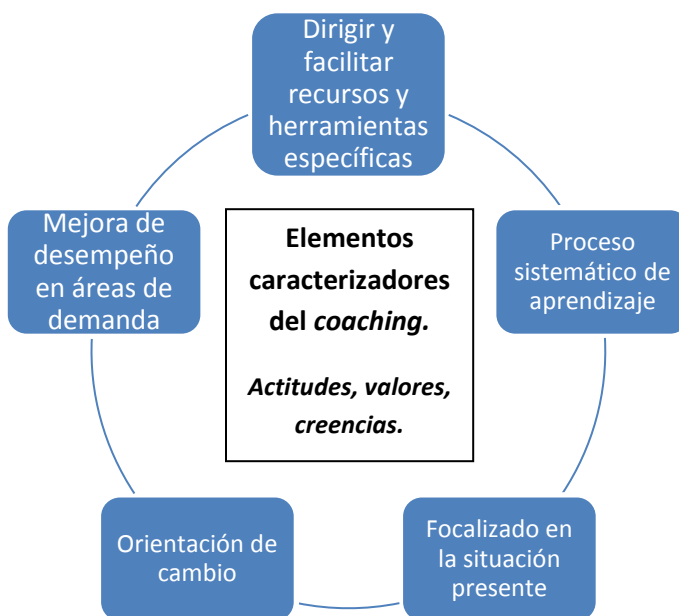 Dirigir y
facilitar
recursos y
herramientas
específicas
Mejora de
desempeño
en áreas de
demanda
Elementos
caracterizadores
del coaching.
Actitudes, valores,
creencias.
Proceso
sistemático de
aprendizaje
Orientación de
cambio
Focalizado en
la situación
presente